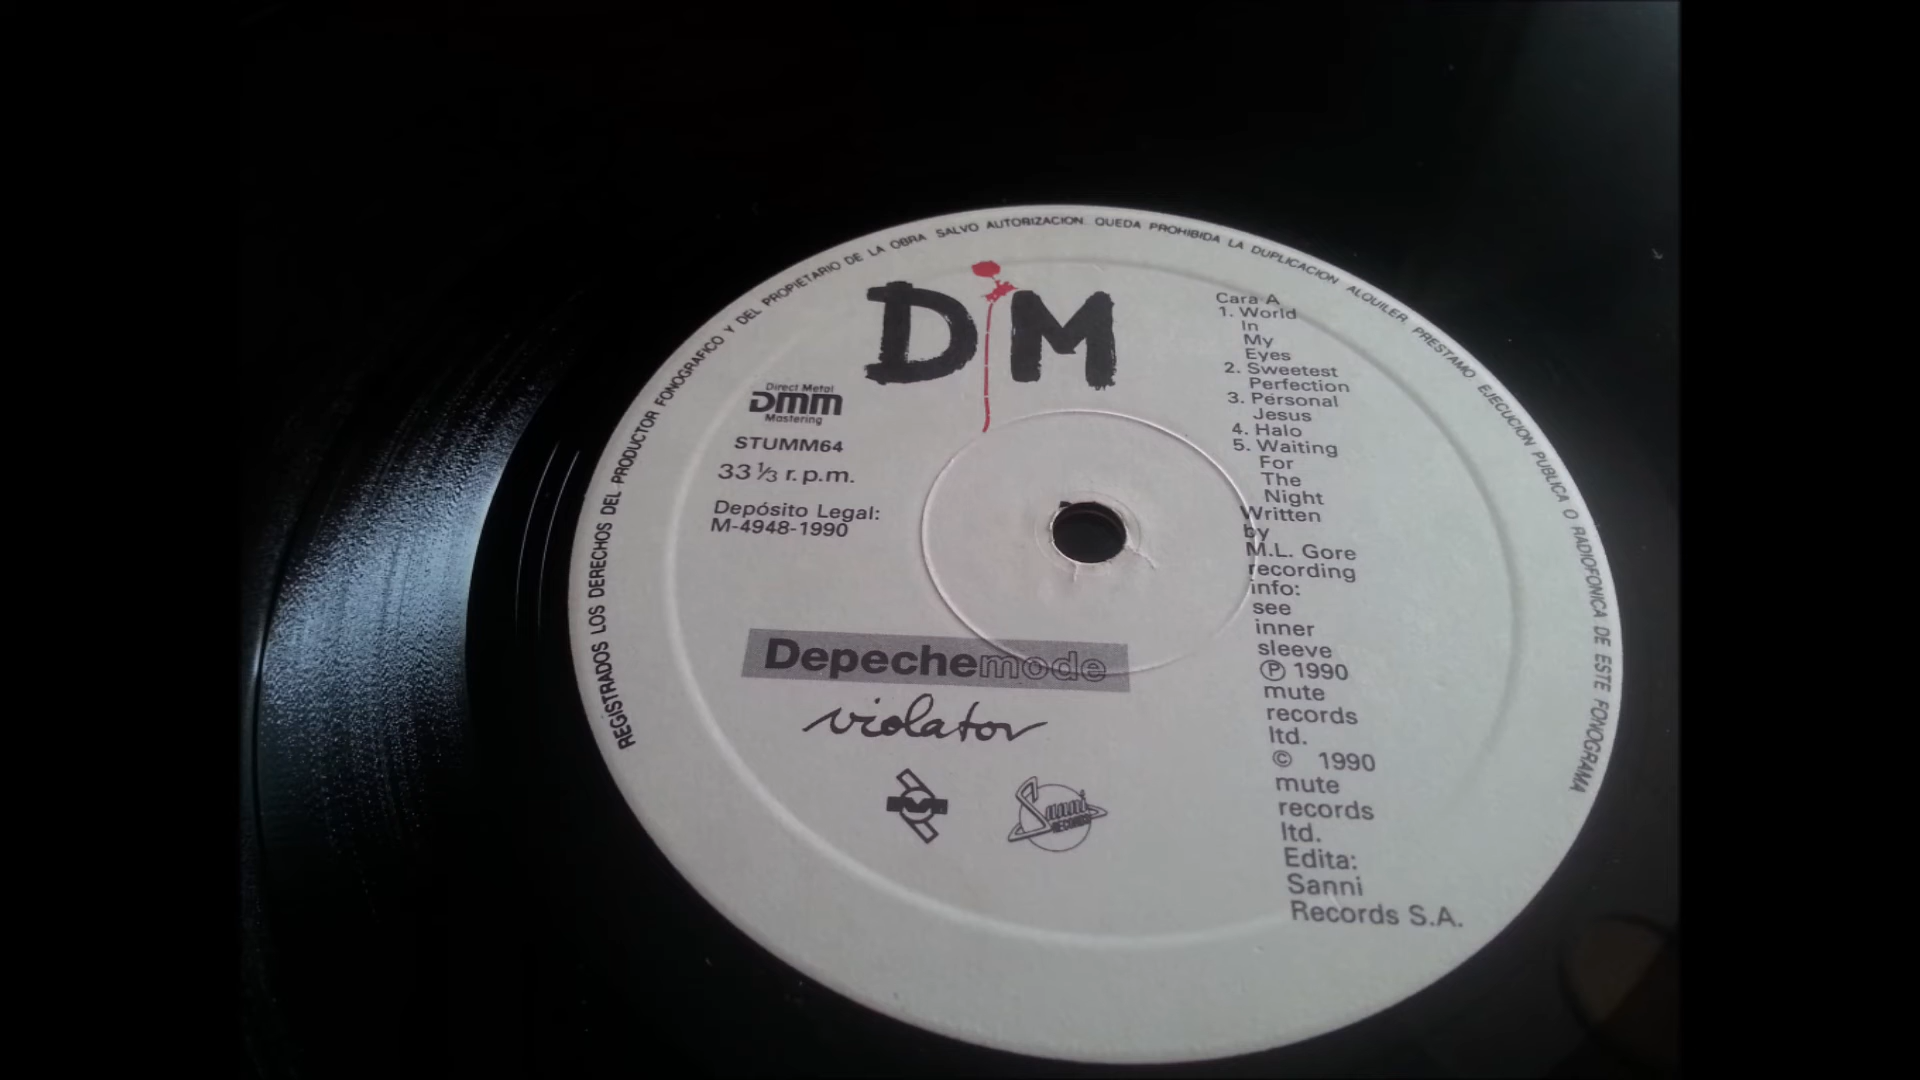 REGISTRADOS LOS DERECHOS DEL PRODUCTOR FONOGRAFICO Y DEL PROPIETARIO DE LA OBRA SALVO AUTORIZACION QUEDA PROHIBIDA LA DUPLICACION ALQUILER PRESTAMO EJECUCION PUBLICA O RADIOFONICA DE ESTE FONOGRAMA
DM
Direct Metal
DMM
Mastering
STUMM64
33 ⅓ r.p.m.
Depósito Legal:
M-4948-1990
Depechemode
violator
Sanni
RECORDS
Cara A
1. World
In
My
Eyes
2. Sweetest
Perfection
3. Personal
Jesus
4. Halo
5. Waiting
For
The
Night
Written
by
M.L. Gore
recording
info:
see
inner
sleeve
Ⓟ 1990
mute
records
ltd.
© 1990
mute
records
ltd.
Edita:
Sanni
Records S.A.